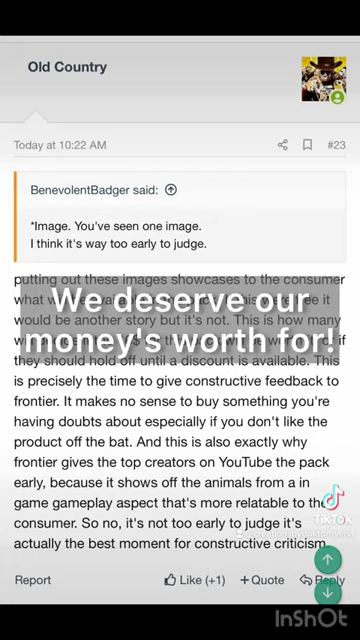 Old Country
Today at 10:22 AM
#23
BenevolentBadger said:
*Image. You've seen one image.
I think it's way too early to judge.
putting out these images showcases to the consumer
We deserve our
money's worth for!
they should hold off until a discount is available. This
is precisely the time to give constructive feedback to
frontier. It makes no sense to buy something you're
having doubts about especially if you don't like the
product off the bat. And this is also exactly why
frontier gives the top creators on YouTube the pack
early, because it shows off the animals from a in
game gameplay aspect that's more relatable to the
consumer. So no, it's not too early to judge it's
actually the best moment for constructive criticism.
TikTok
Report
Like (+1)
+Quote
Reply
InShOt